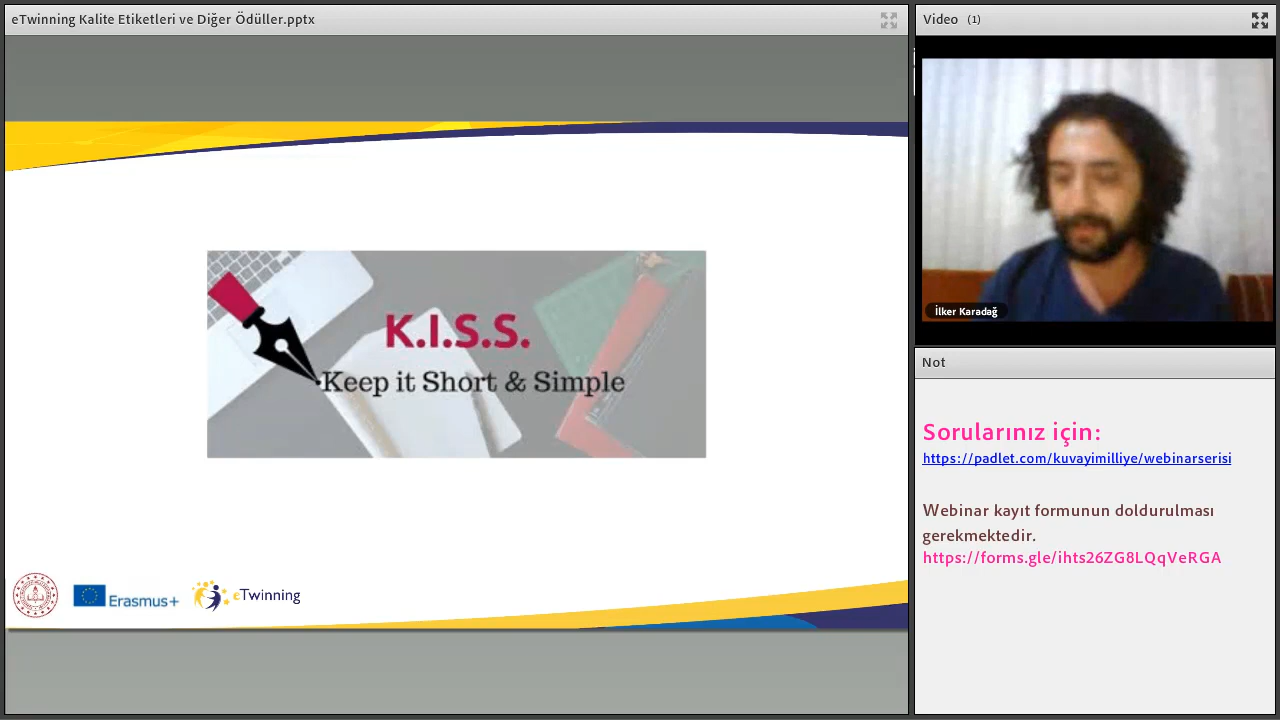 eTwinning Kalite Etiketleri ve Diğer Ödüller.pptx
K.I.S.S.
Keep it Short & Simple
Erasmus+
eTwinning
Video (1)
İlker Karadağ
Not
Sorularınız için:
https://padlet.com/kuvayimilliye/webinarserisi
Webinar kayıt formunun doldurulması
gerekmektedir.
https://forms.gle/ihts26ZG8LQqVeRGA